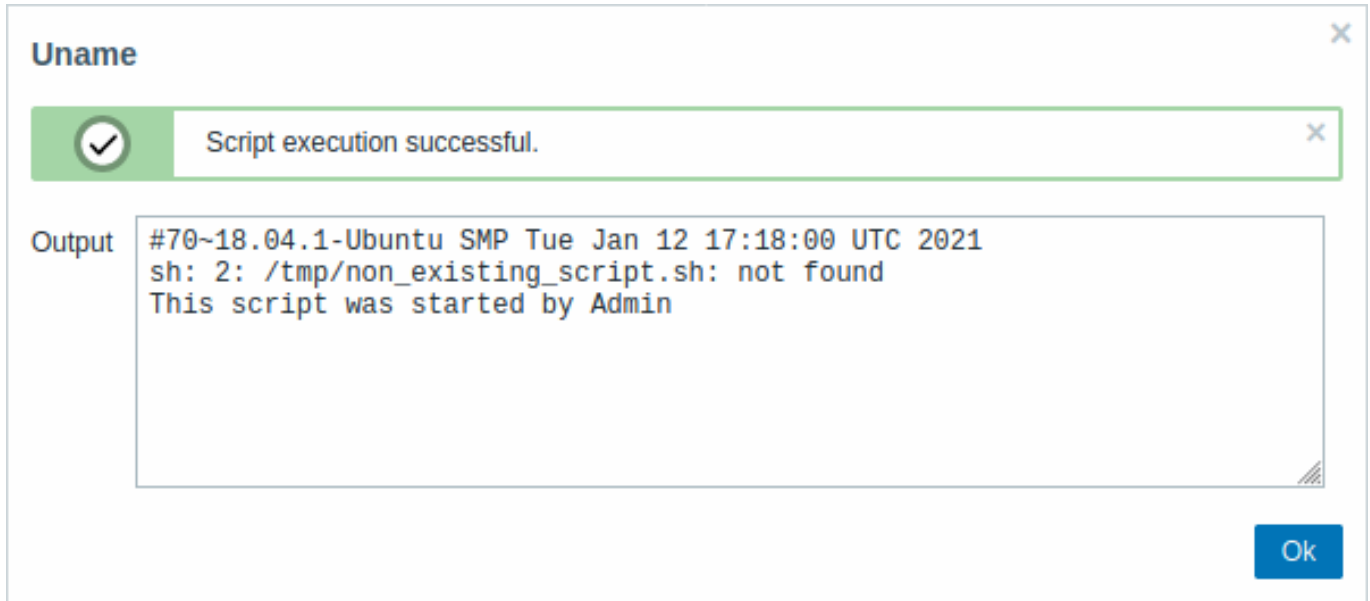 Uname
Script execution successful.
Output
#70~18.04.1-Ubuntu SMP Tue Jan 12 17:18:00 UTC 2021
sh: 2: /tmp/non_existing_script.sh: not found
This script was started by Admin
Ok